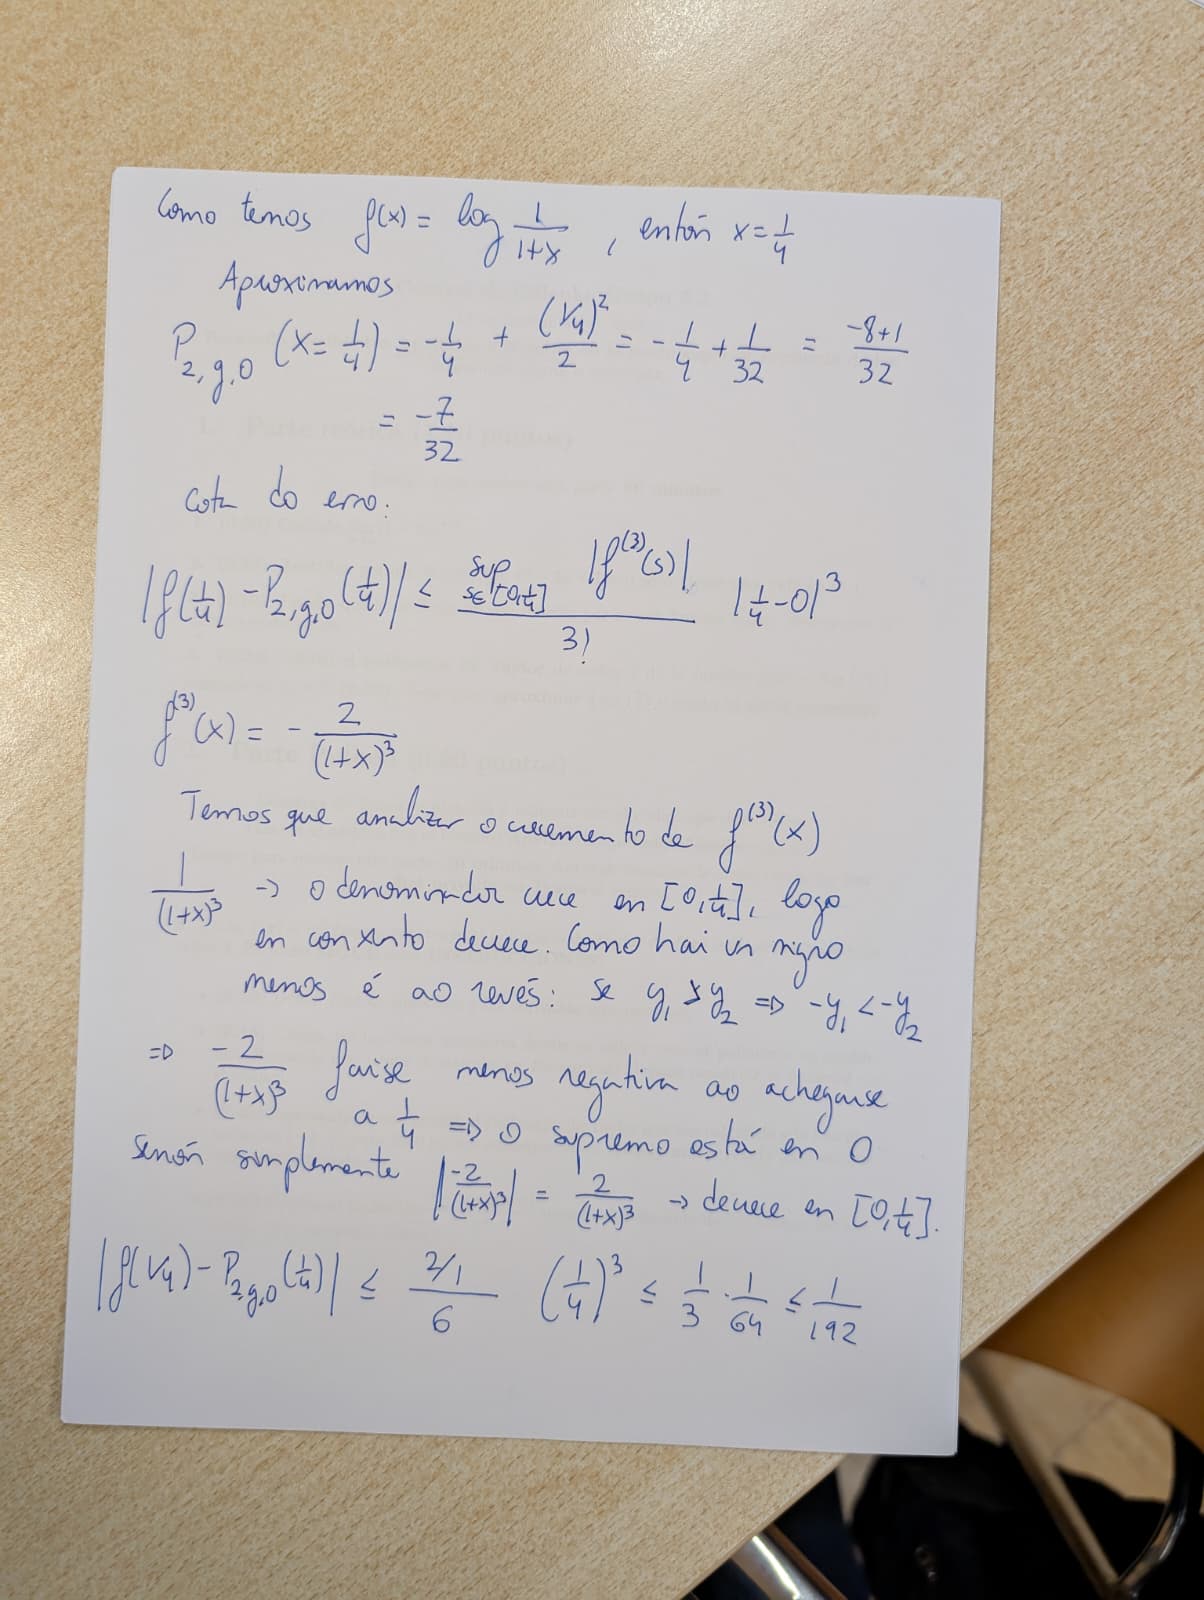 Como temos f(x) = log 1/(1+x), entón x = 1/4
Aproximamos
P_{2,g,0} (x = 1/4) = -1/4 + (1/4)^2/2 = -1/4 + 1/32 = (-8+1)/32
= -7/32
Cota do erro:
|f(1/4) - P_{2,g,0}(1/4)| ≤ sup_{s∈[0,1/4]} |f^{(3)}(s)| / 3! |1/4 - 0|^3
f^{(3)}(x) = - 2/(1+x)^3
Temos que analizar o crecemento de f^{(3)}(x)
1/(1+x)^3 → o denominador crece en [0,1/4], logo
en conxunto decrece. Como hai un signo
menos é ao revés: se y_1 > y_2 ⇒ -y_1 < -y_2
⇒ -2/(1+x)^3 faise menos negativa ao achegarse
a 1/4 ⇒ o supremo está en 0
Senón simplemente |-2/(1+x)^3| = 2/(1+x)^3 → decrece en [0,1/4].
|f(1/4) - P_{2,g,0}(1/4)| ≤ (2/1)/6 (1/4)^3 ≤ 1/3 · 1/64 ≤ 1/192